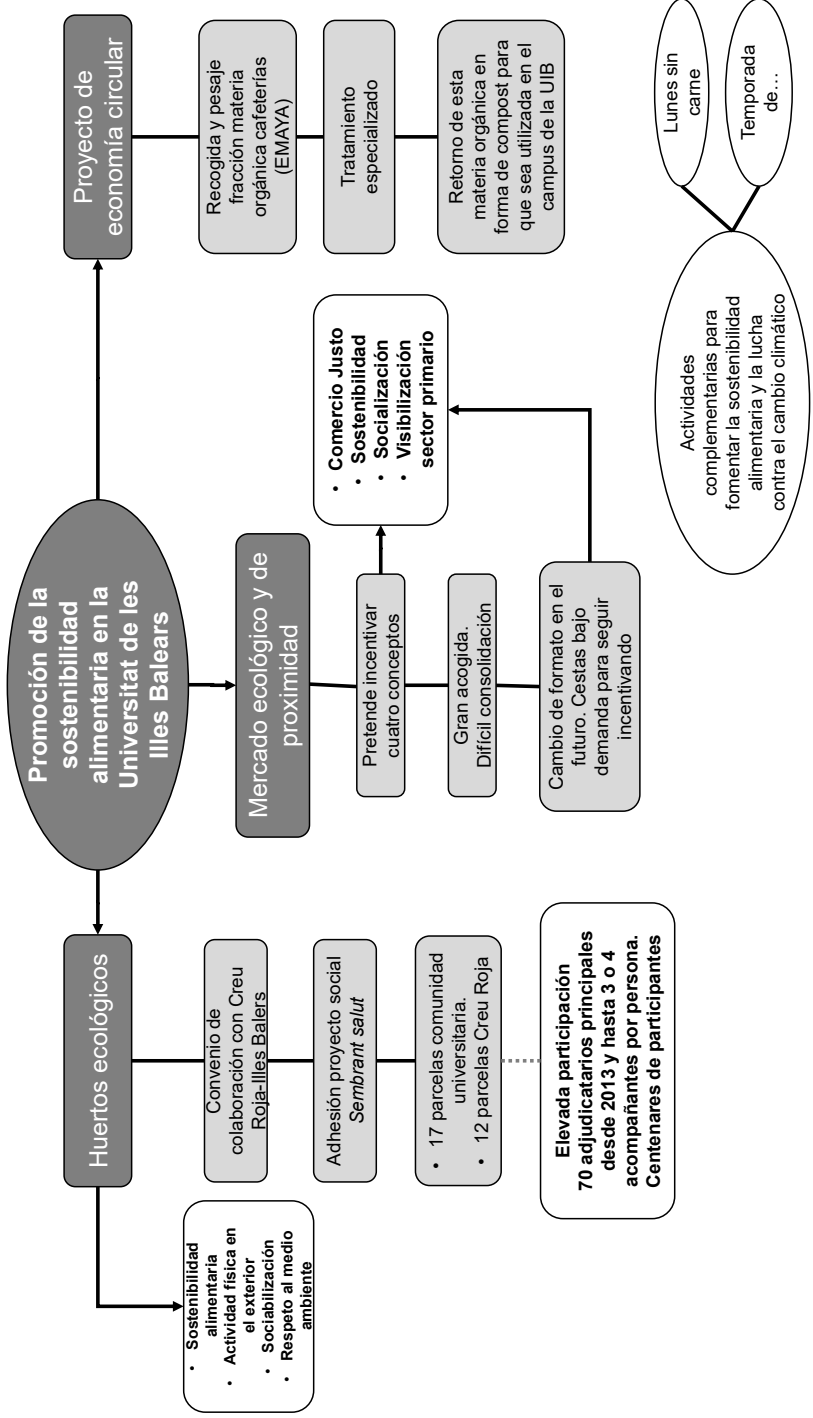 Promoción de la
sostenibilidad
alimentaria en la
Universitat de les
Illes Balears
Huertos ecológicos
• Sostenibilidad
alimentaria
• Actividad física en
el exterior
• Sociabilización
• Respeto al medio
ambiente
Convenio de
colaboración con Creu
Roja-Illes Balers
Adhesión proyecto social
Sembrant salut
• 17 parcelas comunidad
universitaria.
• 12 parcelas Creu Roja
Elevada participación
70 adjudicatarios principales
desde 2013 y hasta 3 o 4
acompañantes por persona.
Centenares de participantes
Mercado ecológico y de
proximidad
Pretende incentivar
cuatro conceptos
Gran acogida.
Difícil consolidación
Cambio de formato en el
futuro. Cestas bajo
demanda para seguir
incentivando
• Comercio Justo
• Sostenibilidad
• Socialización
• Visibilización
sector primario
Proyecto de
economía circular
Recogida y pesaje
fracción materia
orgánica cafeterías
(EMAYA)
Tratamiento
especializado
Retorno de esta
materia orgánica en
forma de compost para
que sea utilizada en el
campus de la UIB
Actividades
complementarias para
fomentar la sostenibilidad
alimentaria y la lucha
contra el cambio climático
Lunes sin
carne
Temporada
de…